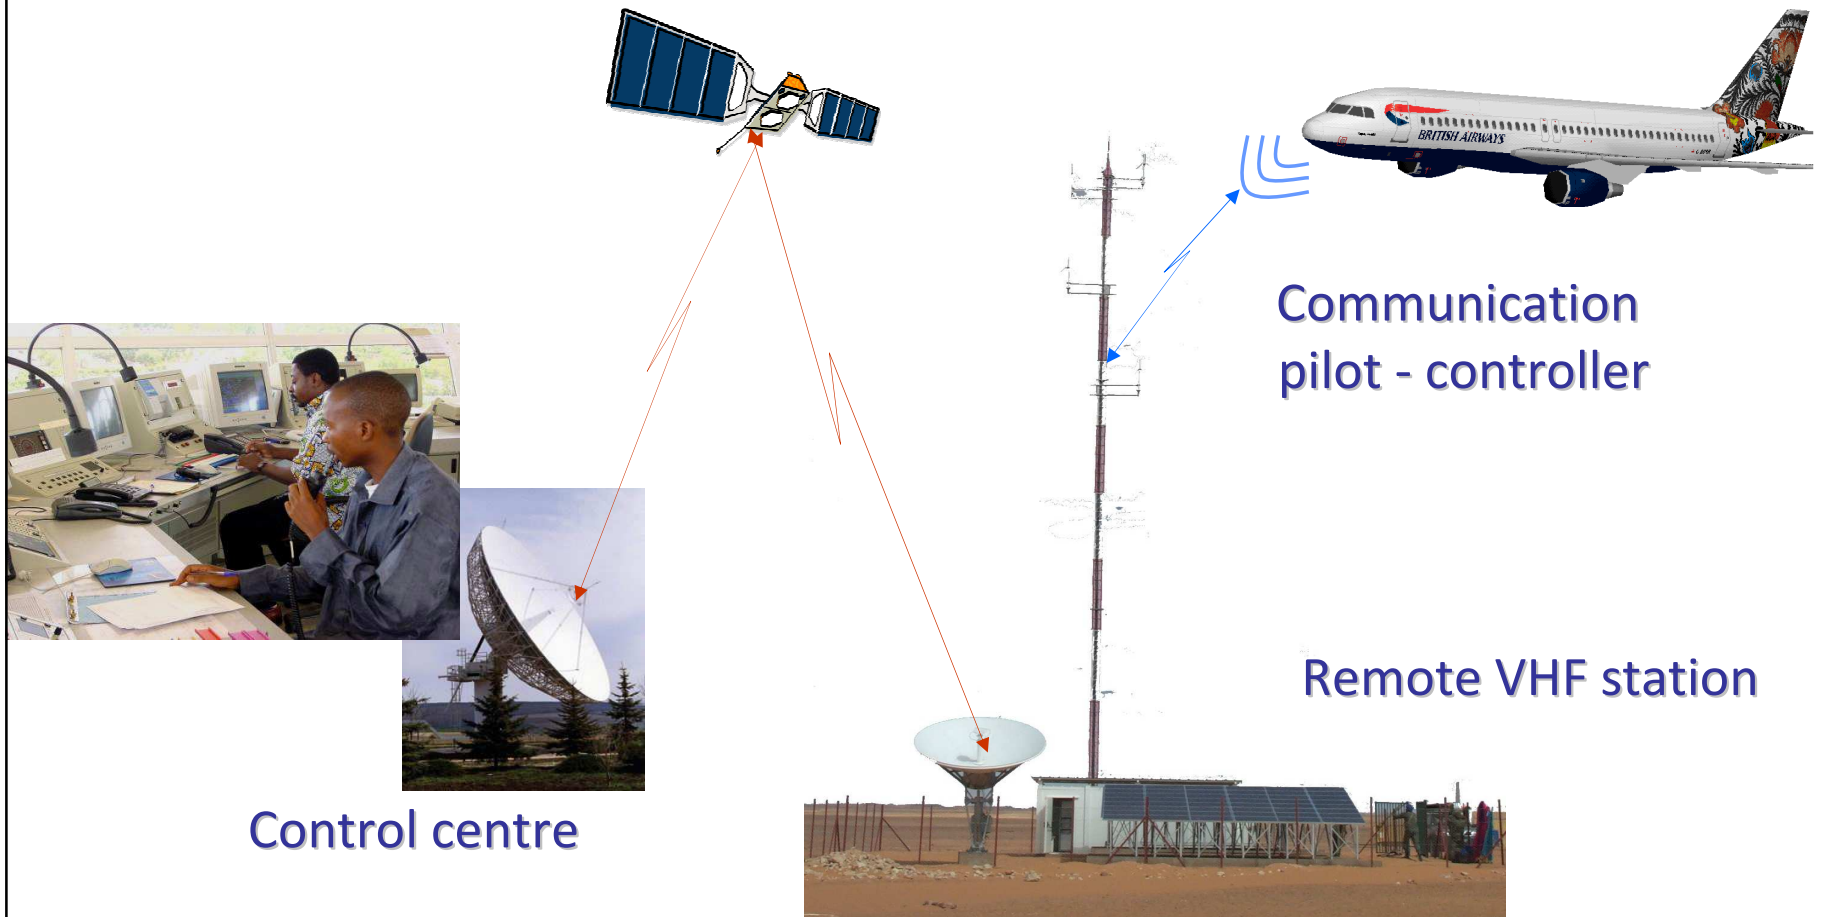 BRITISH AIRWAYS
Communication
pilot - controller
Remote VHF station
Control centre